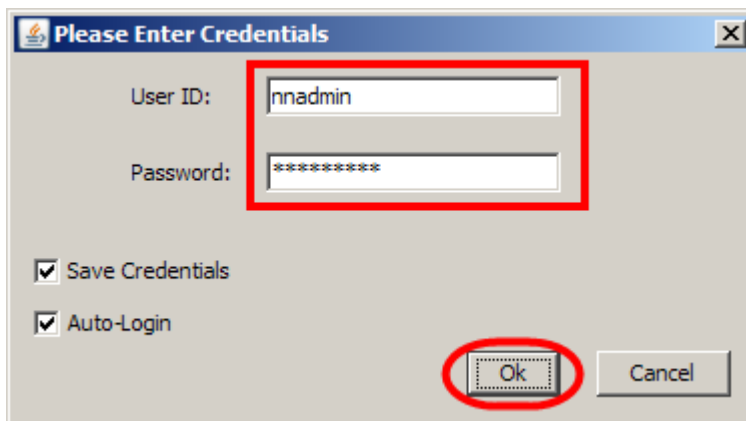 Please Enter Credentials
User ID: nnadmin
Password: *********
Save Credentials
Auto-Login
Ok Cancel